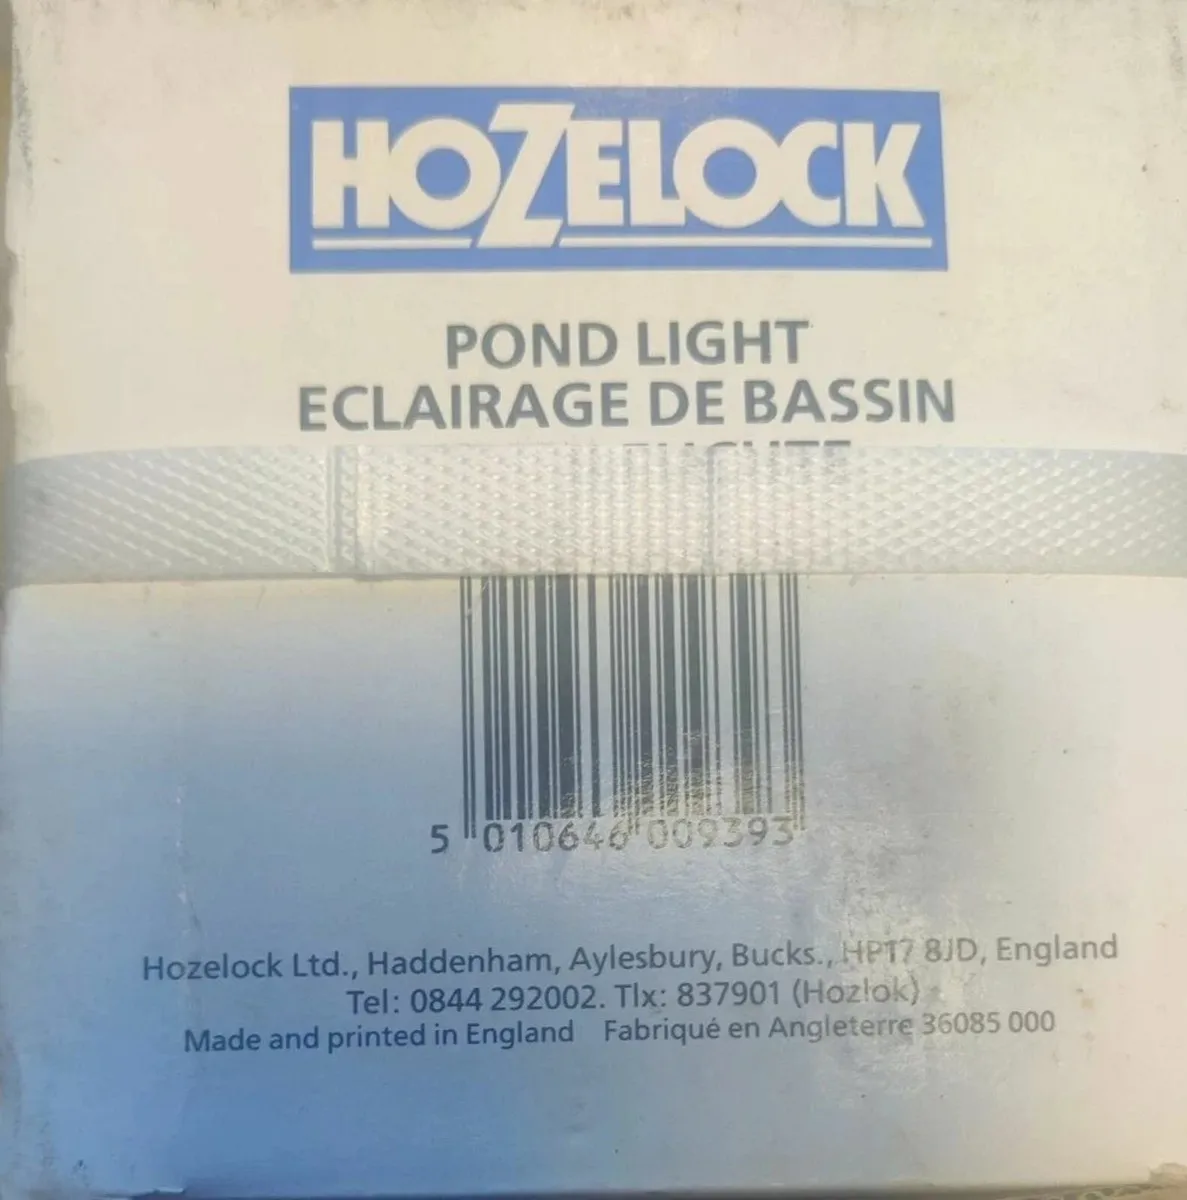 HOZELOCK
POND LIGHT
ECLAIRAGE DE BASSIN
5 010646 009393
Hozelock Ltd., Haddenham, Aylesbury, Bucks., HP17 8JD, England
Tel: 0844 292002. Tlx: 837901 (Hozlok)
Made and printed in England Fabriqué en Angleterre 36085 000